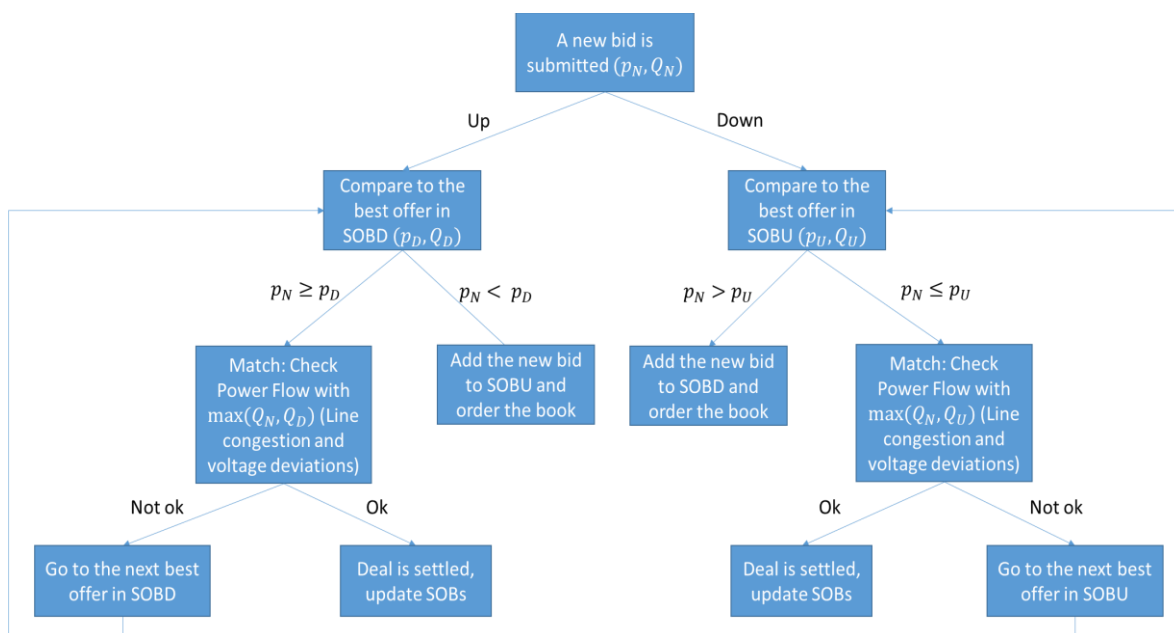 A new bid is
submitted (p_N, Q_N)
Up
Down
Compare to the
best offer in
SOBD (p_D, Q_D)
Compare to the
best offer in
SOBU (p_U, Q_U)
p_N ≥ p_D
p_N < p_D
p_N > p_U
p_N ≤ p_U
Match: Check
Power Flow with
max(Q_N, Q_D) (Line
congestion and
voltage deviations)
Add the new bid
to SOBU and
order the book
Add the new bid
to SOBD and
order the book
Match: Check
Power Flow with
max(Q_N, Q_U) (Line
congestion and
voltage deviations)
Not ok
Ok
Ok
Not ok
Go to the next best
offer in SOBD
Deal is settled,
update SOBs
Deal is settled,
update SOBs
Go to the next best
offer in SOBU